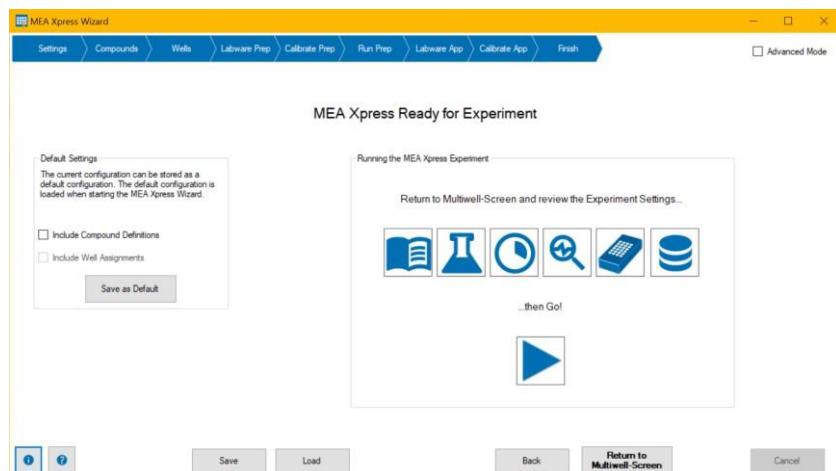 MEA Xpress Wizard
Settings
Compounds
Wells
Labware Prep
Calibrate Prep
Run Prep
Labware App
Calibrate App
Finish
Advanced Mode
MEA Xpress Ready for Experiment
Default Settings
The current configuration can be stored as a
default configuration. The default configuration is
loaded when starting the MEA Xpress Wizard.
Include Compound Definitions
Include Well Assignments
Save as Default
Running the MEA Xpress Experiment
Return to Multiwell-Screen and review the Experiment Settings...
...then Go!
Save
Load
Back
Return to
Multiwell-Screen
Cancel